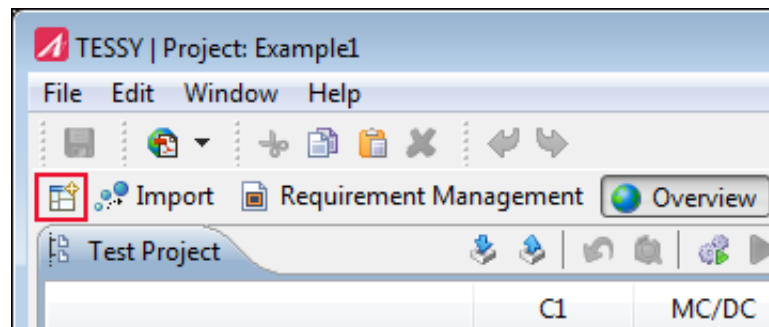 TESSY | Project: Example1
File Edit Window Help
Import Requirement Management Overview
Test Project
C1 MC/DC